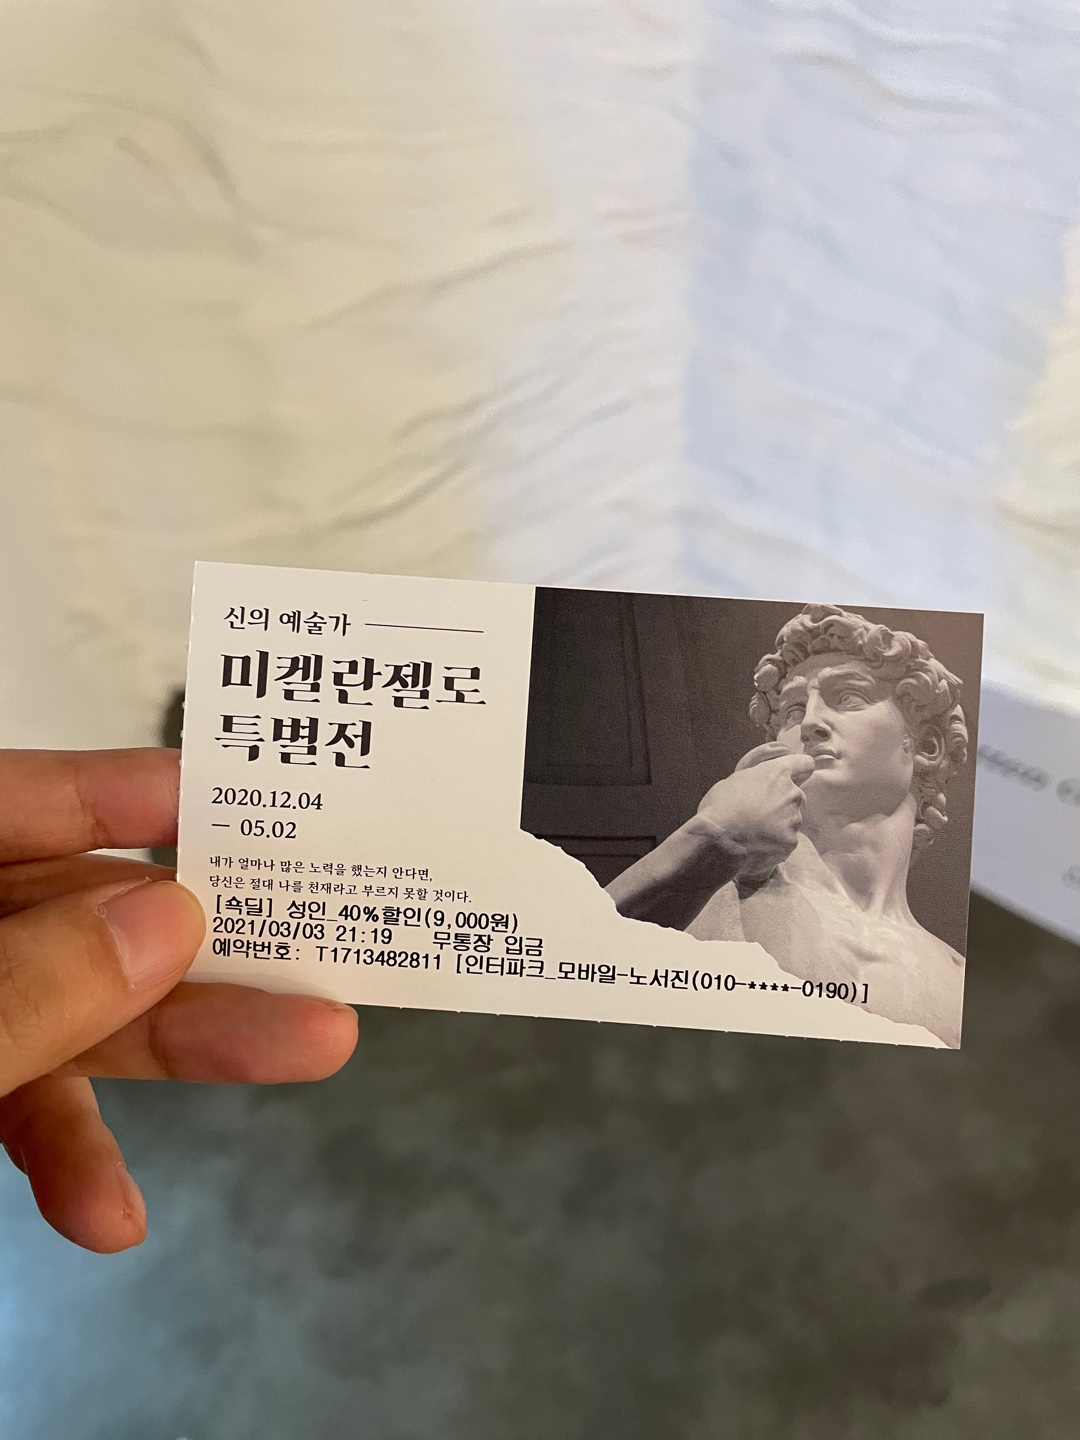 신의 예술가
미켈란젤로
특별전
2020.12.04
— 05.02
내가 얼마나 많은 노력을 했는지 안다면,
당신은 절대 나를 천재라고 부르지 못할 것이다.
[쇽딜] 성인_40%할인(9,000원)
2021/03/03 21:19 무통장 입금
예약번호: T1713482811 [인터파크_모바일-노서진(010-****-0190)]